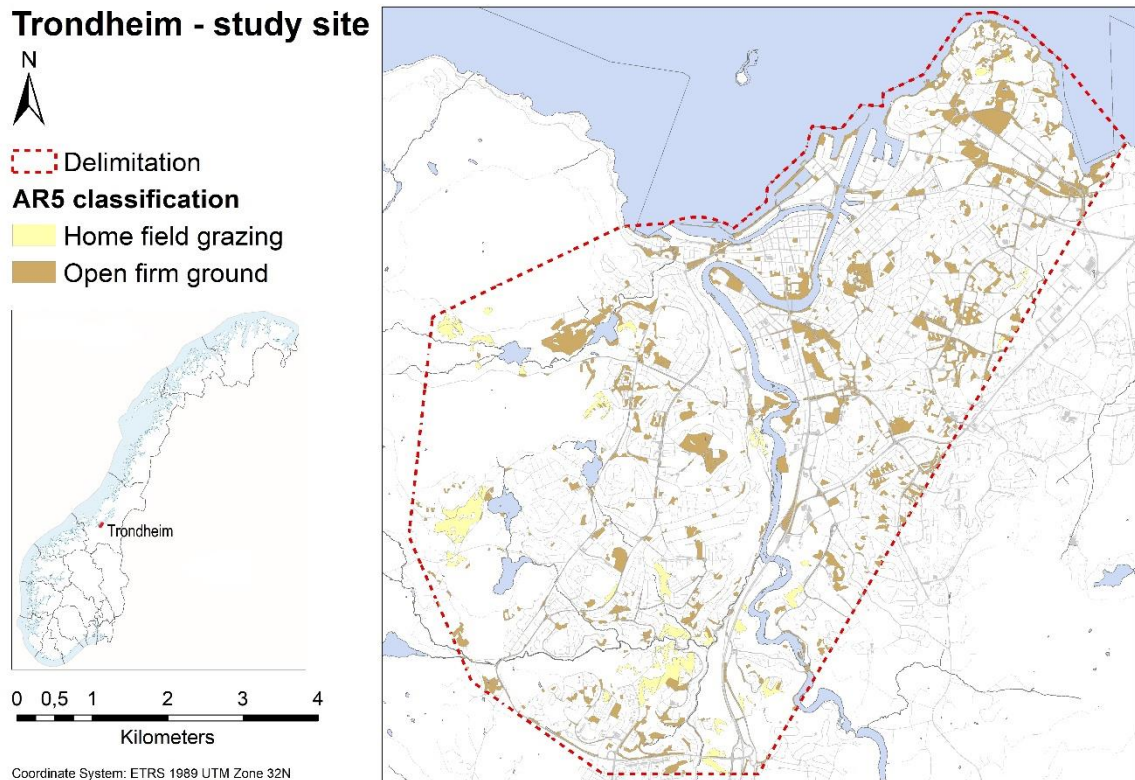 Trondheim - study site
N
Delimitation
AR5 classification
Home field grazing
Open firm ground
Trondheim
0 0,5 1 2 3 4
Kilometers
Coordinate System: ETRS 1989 UTM Zone 32N